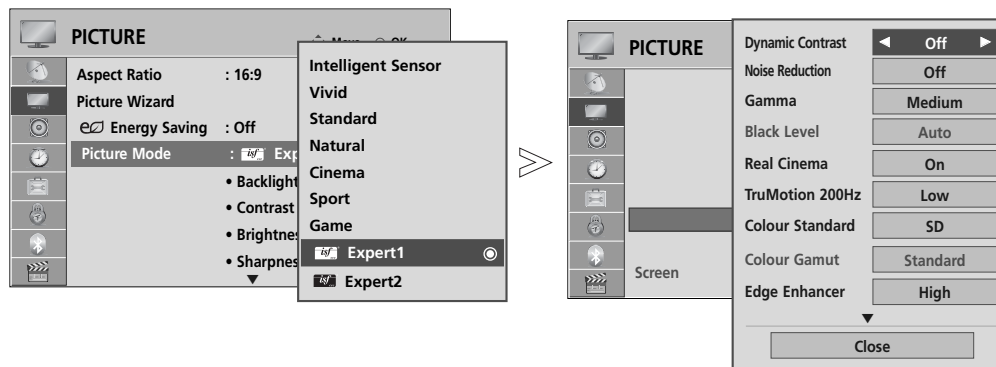 PICTURE
Move
OK
Aspect Ratio : 16:9
Picture Wizard
Energy Saving : Off
Picture Mode : isf Exp
• Backlight
• Contrast
• Brightnes
• Sharpnes
Intelligent Sensor
Vivid
Standard
Natural
Cinema
Sport
Game
isf Expert1
isf Expert2
PICTURE
Screen
Dynamic Contrast Off
Noise Reduction Off
Gamma Medium
Black Level Auto
Real Cinema On
TruMotion 200Hz Low
Colour Standard SD
Colour Gamut Standard
Edge Enhancer High
Close